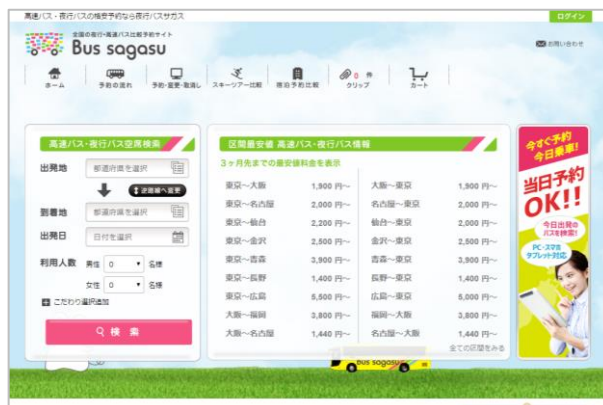 高速バス・夜行バスの格安予約なら夜行バスサガス
ログイン
全国の夜行・高速バス比較予約サイト
Bus sagasu
お問い合わせ
ホーム
予約の流れ
予約・変更・取消し
スキーツアー比較
宿泊予約比較
0 件
クリップ
カート
高速バス・夜行バス空席検索
出発地
都道府県を選択
逆路線へ変更
到着地
都道府県を選択
出発日
日付を選択
利用人数 男性 0 名様
女性 0 名様
こだわり選択追加
検 索
区間最安値 高速バス・夜行バス情報
3ヶ月先までの最安値料金を表示
東京～大阪 1,900 円～ 大阪～東京 1,900 円～
東京～名古屋 2,000 円～ 名古屋～東京 2,000 円～
東京～仙台 2,200 円～ 仙台～東京 2,000 円～
東京～金沢 2,500 円～ 金沢～東京 2,500 円～
東京～青森 3,900 円～ 青森～東京 3,900 円～
東京～長野 1,400 円～ 長野～東京 1,400 円～
東京～広島 5,500 円～ 広島～東京 5,000 円～
大阪～福岡 3,800 円～ 福岡～大阪 3,800 円～
大阪～名古屋 1,440 円～ 名古屋～大阪 1,440 円～
全ての区間をみる
今すぐ予約
今日乗車!
当日予約
OK!!
今日出発の
バスを検索!
PC・スマホ
タブレット対応
Bus sagasu